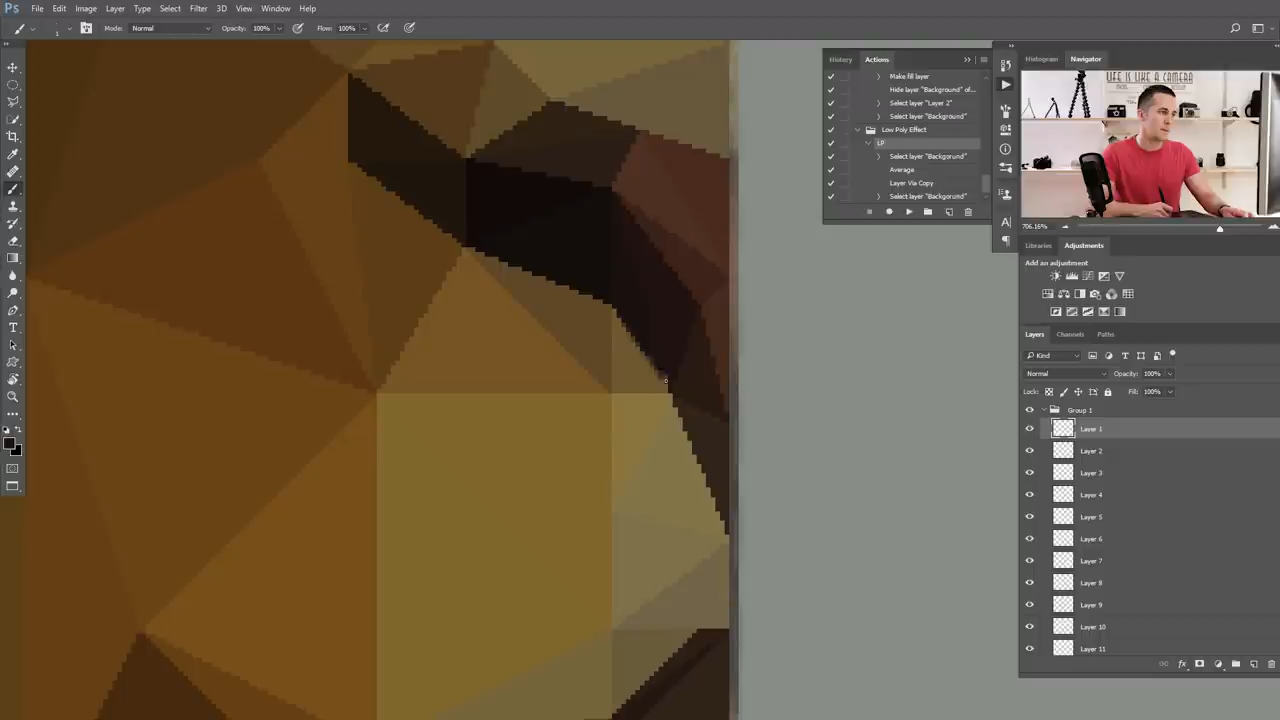 Ps File Edit Image Layer Type Select Filter 3D View Window Help
1 Mode: Normal Opacity: 100% Flow: 100%
History Actions
Make fill layer
Hide layer "Background" of...
Select layer "Layer 2"
Select layer "Background"
Low Poly Effect
LP
Select layer "Background"
Average
Layer Via Copy
Select layer "Background"
Histogram Navigator
LIFE IS LIKE A CAMERA
706.16%
Libraries Adjustments
Add an adjustment
Layers Channels Paths
Kind
Normal Opacity: 100%
Lock: Fill: 100%
Group 1
Layer 1
Layer 2
Layer 3
Layer 4
Layer 5
Layer 6
Layer 7
Layer 8
Layer 9
Layer 10
Layer 11